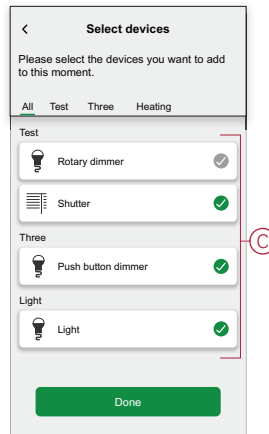 Select devices
Please select the devices you want to add
to this moment.
All Test Three Heating
Test
Rotary dimmer
Shutter
C
Three
Push button dimmer
Light
Light
Done